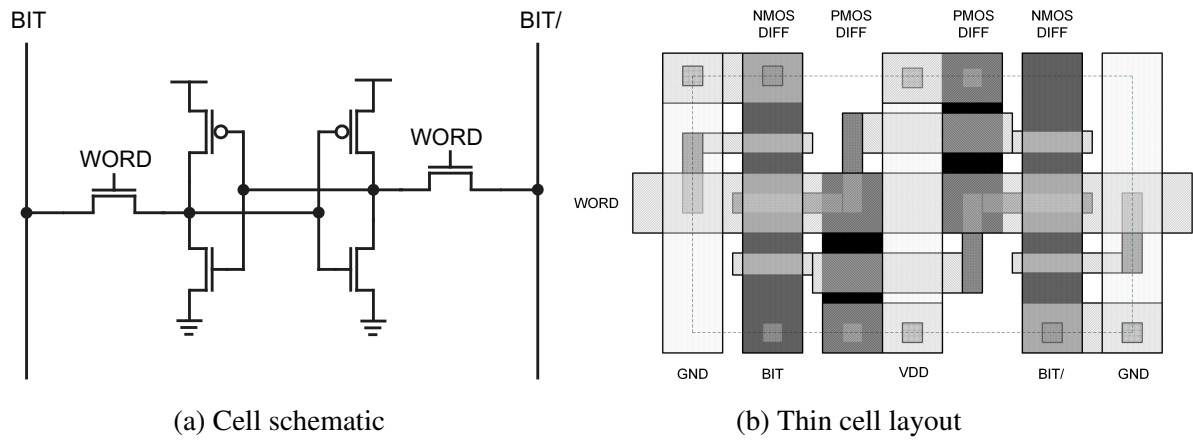 BIT
BIT/
WORD
WORD
(a) Cell schematic
NMOS
DIFF
PMOS
DIFF
PMOS
DIFF
NMOS
DIFF
WORD
GND
BIT
VDD
BIT/
GND
(b) Thin cell layout